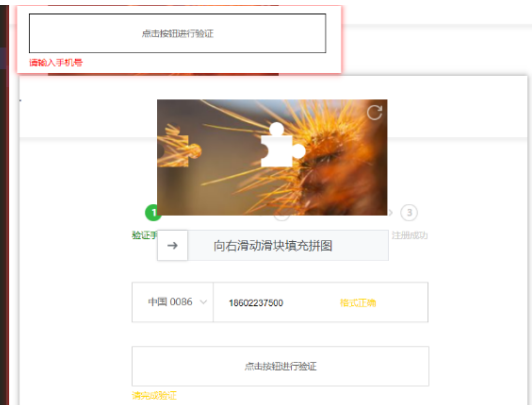 点击按钮进行验证
请输入手机号
1
3
验证手
注册成功
→ 向右滑动滑块填充拼图
中国 0086
18602237500
格式正确
点击按钮进行验证
请完成验证